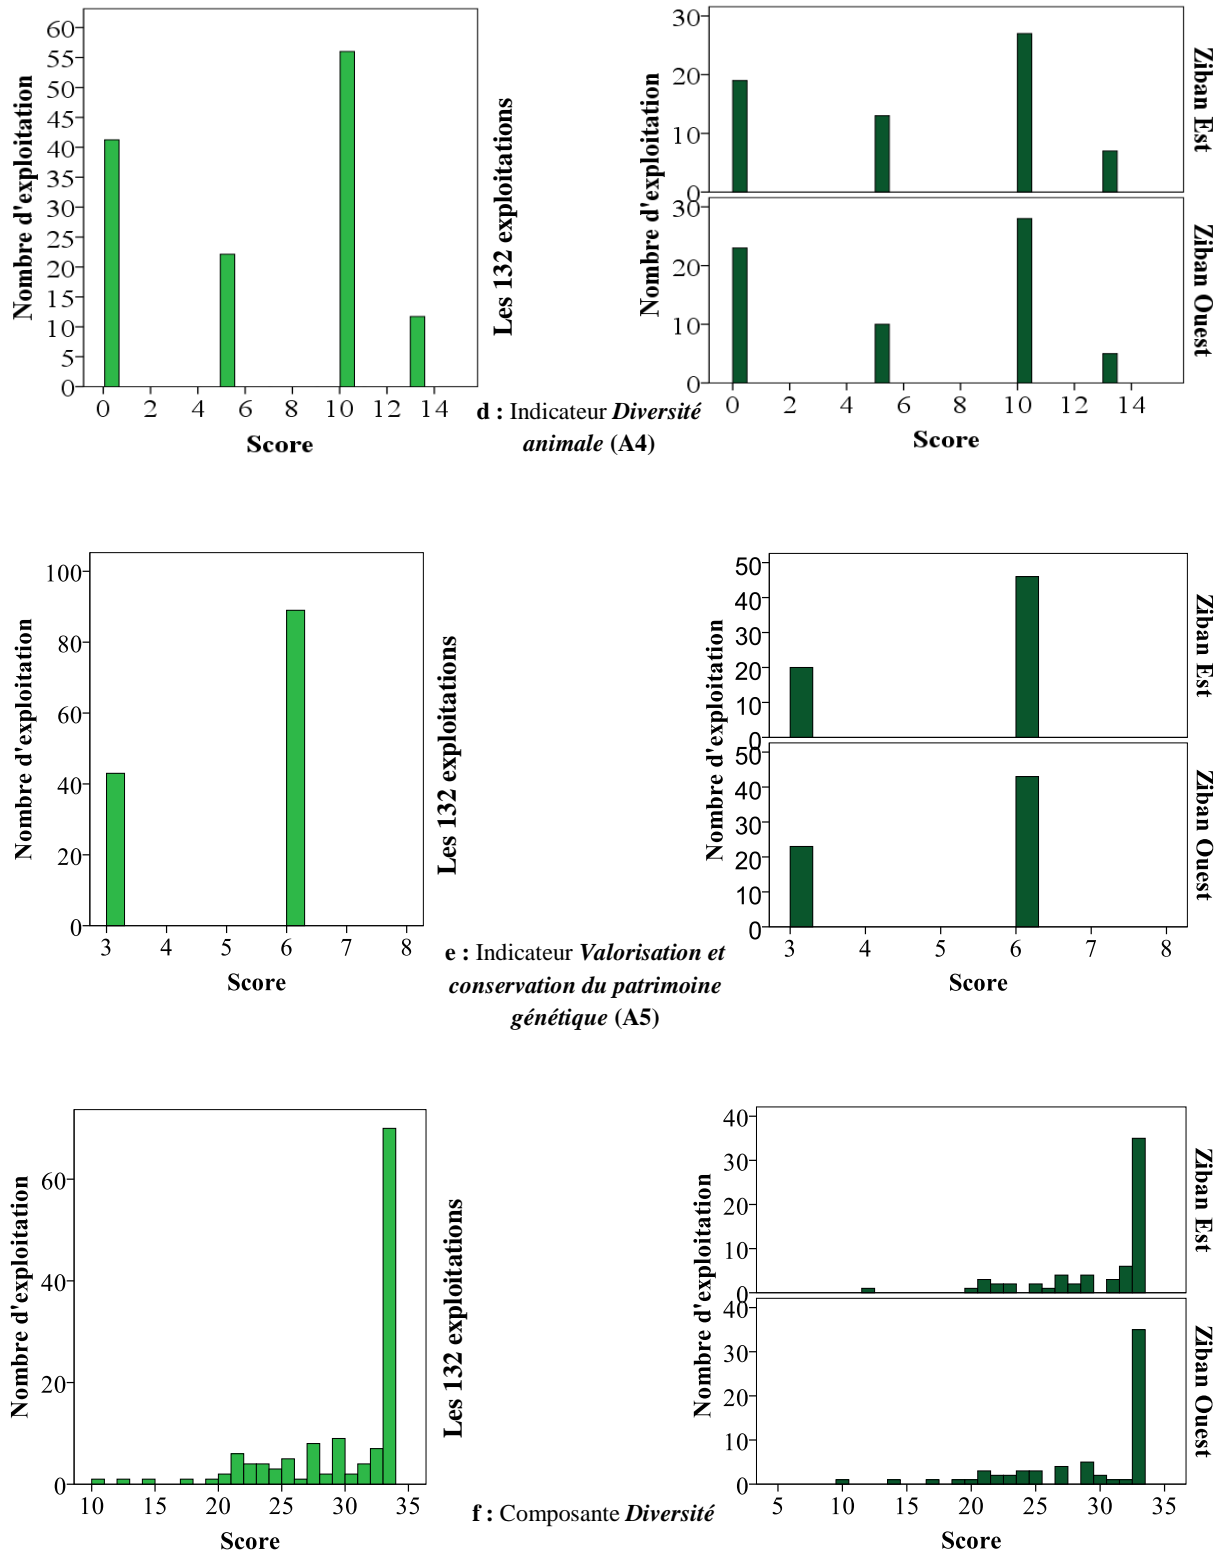 60
55
50
45
40
35
30
25
20
15
10
5
0
Nombre d'exploitation
0 2 4 6 8 10 12 14
Score
Les 132 exploitations
30
20
10
0
30
20
10
0
Nombre d'exploitation
0 2 4 6 8 10 12 14
Score
Ziban Est
Ziban Ouest
d : Indicateur Diversité
animale (A4)
100
80
60
40
20
0
Nombre d'exploitation
3 4 5 6 7 8
Score
Les 132 exploitations
50
40
30
20
10
0
50
40
30
20
10
0
Nombre d'exploitation
3 4 5 6 7 8
Score
Ziban Est
Ziban Ouest
e : Indicateur Valorisation et
conservation du patrimoine
génétique (A5)
60
40
20
0
Nombre d'exploitation
10 15 20 25 30 35
Score
Les 132 exploitations
40
30
20
10
0
40
30
20
10
0
Nombre d'exploitation
5 10 15 20 25 30 35
Score
Ziban Est
Ziban Ouest
f : Composante Diversité